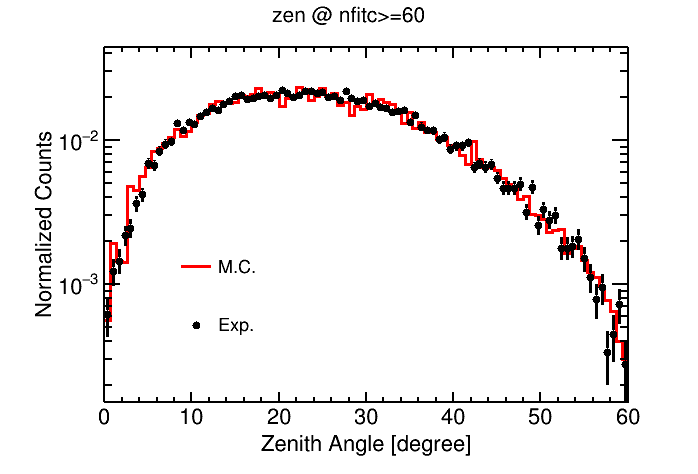 zen @ nfitc>=60
Normalized Counts
10⁻²
10⁻³
M.C.
Exp.
0 10 20 30 40 50 60
Zenith Angle [degree]